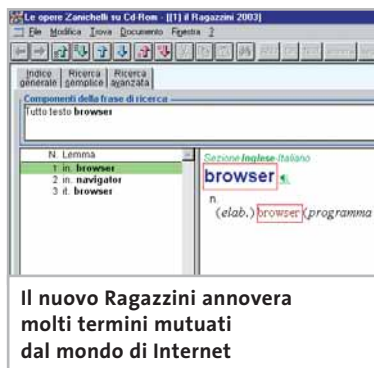 Le opere Zanichelli su Cd-Rom - [[1] il Ragazzini 2003]
File Modifica Trova Documento Finestra ?
Indice generale
Ricerca semplice
Ricerca avanzata
Componenti della frase di ricerca
Tutto testo browser
N. Lemma
1 in. browser
2 in. navigator
3 it. browser
Sezione Inglese-Italiano
browser ¶
n.
(elab.) browser (programma
Il nuovo Ragazzini annovera
molti termini mutuati
dal mondo di Internet